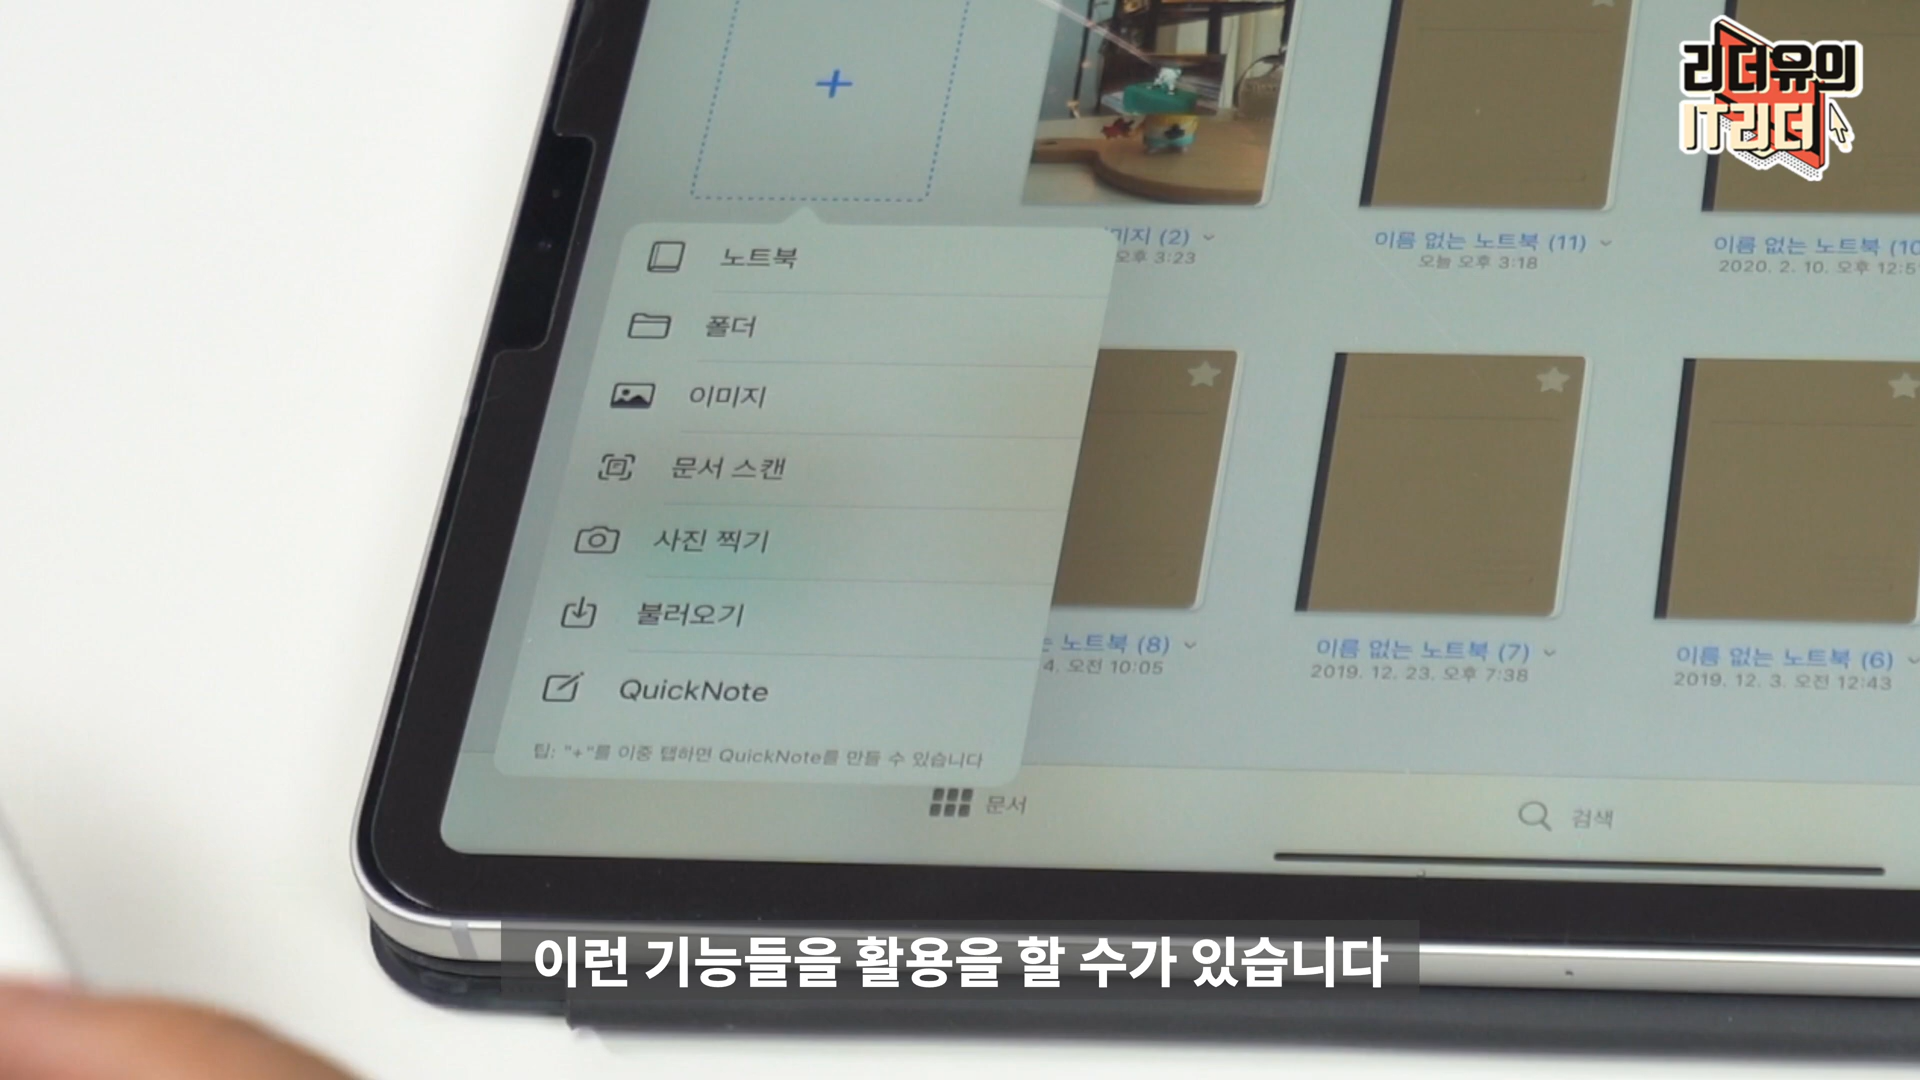 리더유의
IT리더
미지 (2)
오후 3:23
이름 없는 노트북 (11)
오늘 오후 3:18
이름 없는 노트북 (10
2020. 2. 10. 오후 12:5
노트북
폴더
이미지
문서 스캔
사진 찍기
불러오기
QuickNote
팁: "+"를 이중 탭하면 QuickNote를 만들 수 있습니다
노트북 (8)
4. 오전 10:05
이름 없는 노트북 (7)
2019. 12. 23. 오후 7:38
이름 없는 노트북 (6)
2019. 12. 3. 오전 12:43
문서
검색
이런 기능들을 활용을 할 수가 있습니다